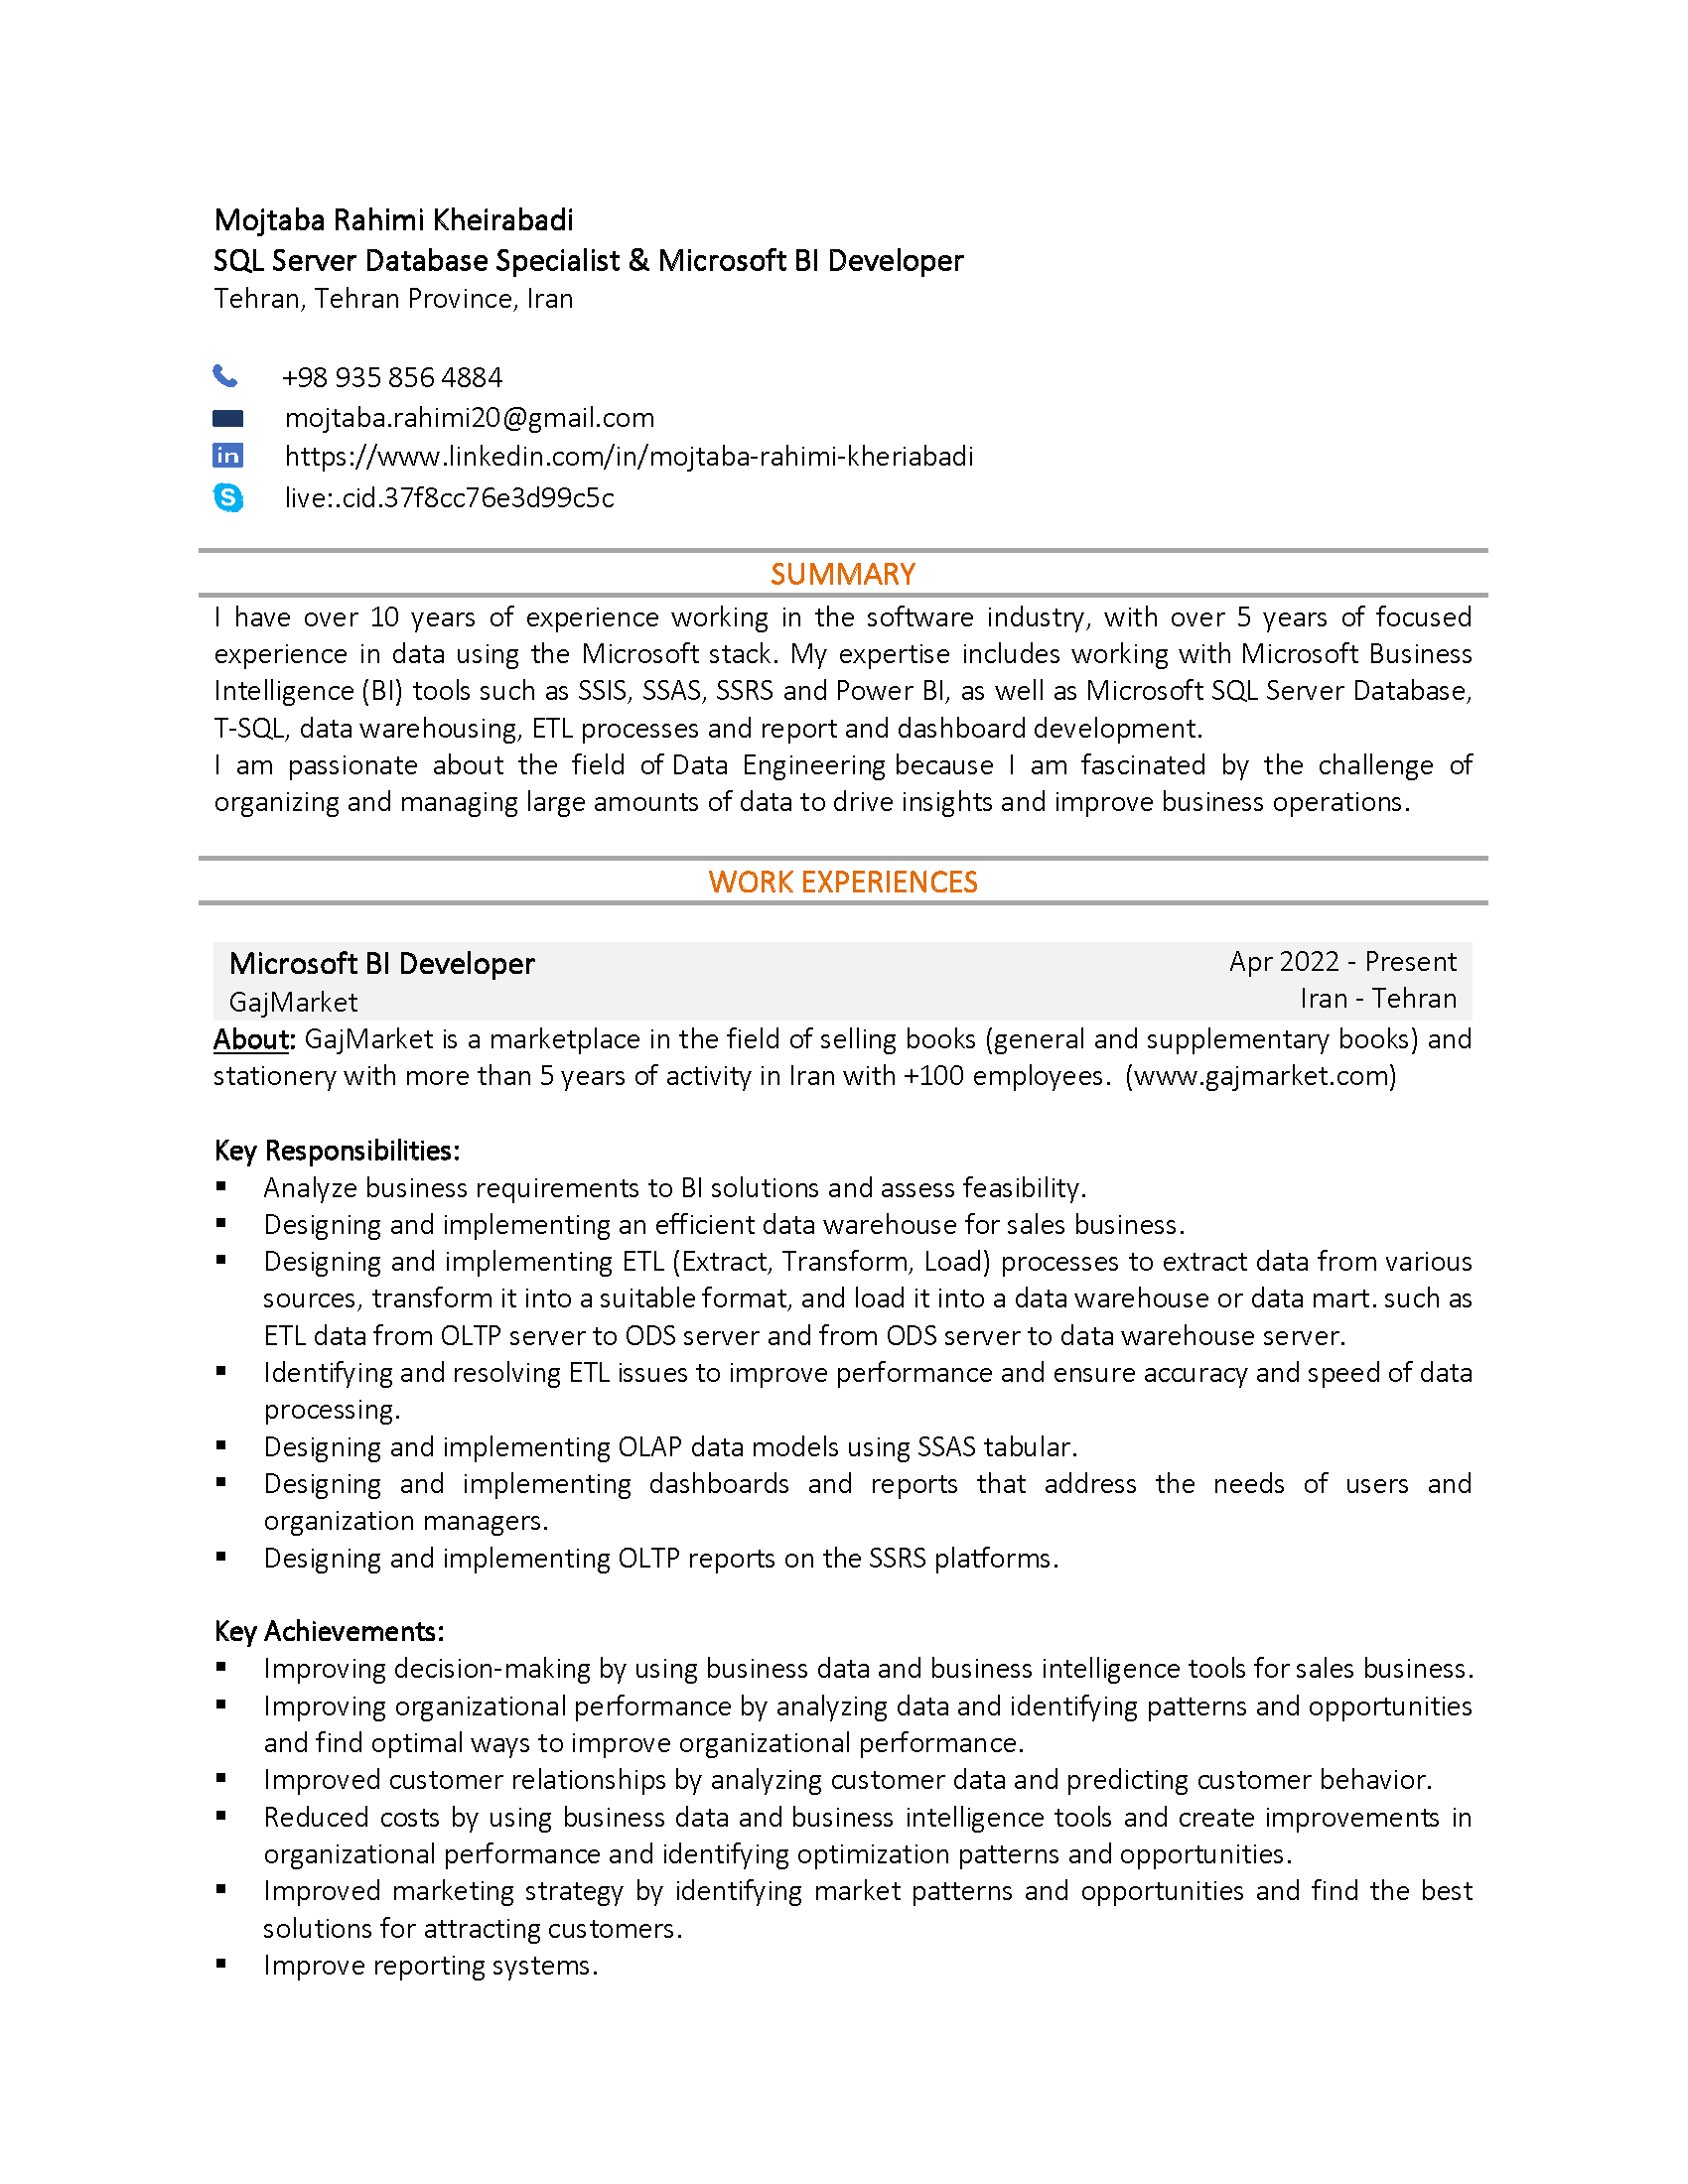 Mojtaba Rahimi Kheirabadi
SQL Server Database Specialist & Microsoft BI Developer
Tehran, Tehran Province, Iran
+98 935 856 4884
mojtaba.rahimi20@gmail.com
in https://www.linkedin.com/in/mojtaba-rahimi-kheriabadi
S live:.cid.37f8cc76e3d99c5c
SUMMARY
I have over 10 years of experience working in the software industry, with over 5 years of focused
experience in data using the Microsoft stack. My expertise includes working with Microsoft Business
Intelligence (BI) tools such as SSIS, SSAS, SSRS and Power BI, as well as Microsoft SQL Server Database,
T-SQL, data warehousing, ETL processes and report and dashboard development.
I am passionate about the field of Data Engineering because I am fascinated by the challenge of
organizing and managing large amounts of data to drive insights and improve business operations.
WORK EXPERIENCES
Microsoft BI Developer Apr 2022 - Present
GajMarket Iran - Tehran
About: GajMarket is a marketplace in the field of selling books (general and supplementary books) and
stationery with more than 5 years of activity in Iran with +100 employees. (www.gajmarket.com)
Key Responsibilities:
▪ Analyze business requirements to BI solutions and assess feasibility.
▪ Designing and implementing an efficient data warehouse for sales business.
▪ Designing and implementing ETL (Extract, Transform, Load) processes to extract data from various
sources, transform it into a suitable format, and load it into a data warehouse or data mart. such as
ETL data from OLTP server to ODS server and from ODS server to data warehouse server.
▪ Identifying and resolving ETL issues to improve performance and ensure accuracy and speed of data
processing.
▪ Designing and implementing OLAP data models using SSAS tabular.
▪ Designing and implementing dashboards and reports that address the needs of users and
organization managers.
▪ Designing and implementing OLTP reports on the SSRS platforms.
Key Achievements:
▪ Improving decision-making by using business data and business intelligence tools for sales business.
▪ Improving organizational performance by analyzing data and identifying patterns and opportunities
and find optimal ways to improve organizational performance.
▪ Improved customer relationships by analyzing customer data and predicting customer behavior.
▪ Reduced costs by using business data and business intelligence tools and create improvements in
organizational performance and identifying optimization patterns and opportunities.
▪ Improved marketing strategy by identifying market patterns and opportunities and find the best
solutions for attracting customers.
▪ Improve reporting systems.